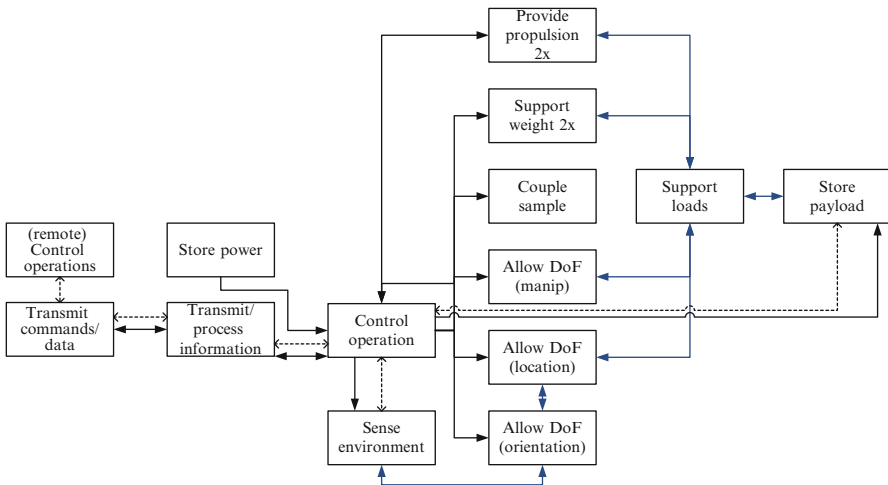 Provide
propulsion
2x
Support
weight 2x
Couple
sample
Support
loads
Store
payload
(remote)
Control
operations
Store power
Allow DoF
(manip)
Transmit
commands/
data
Transmit/
process
information
Control
operation
Allow DoF
(location)
Sense
environment
Allow DoF
(orientation)